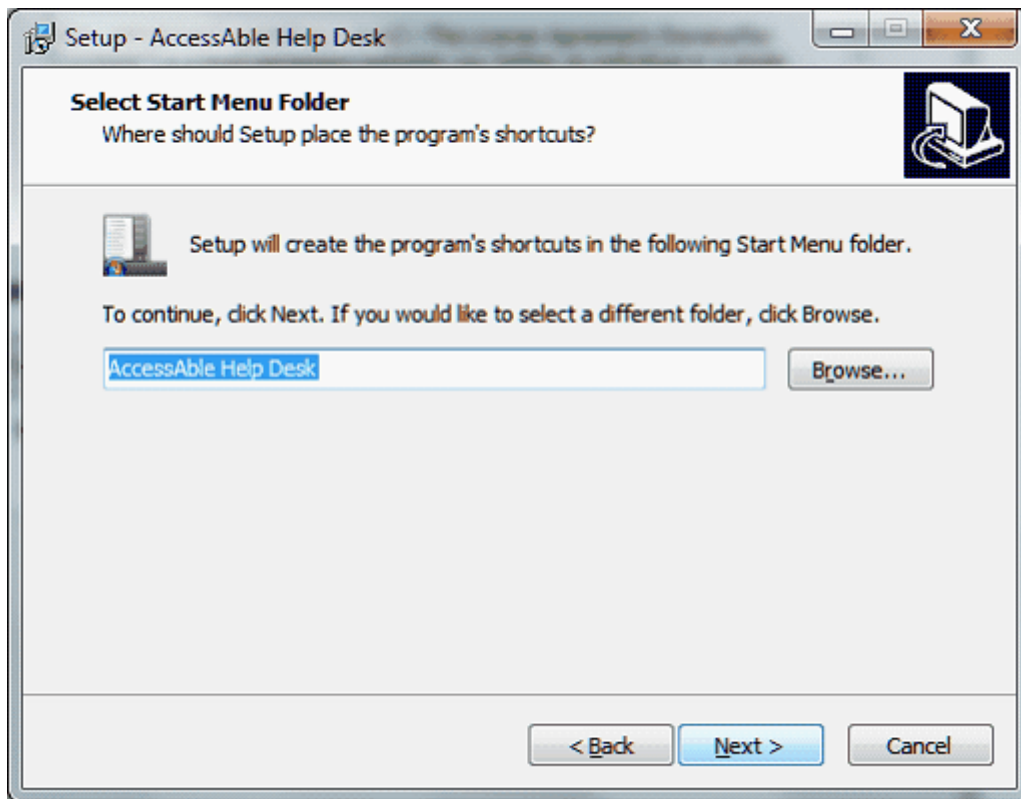 Setup - AccessAble Help Desk
Select Start Menu Folder
Where should Setup place the program's shortcuts?
Setup will create the program's shortcuts in the following Start Menu folder.
To continue, click Next. If you would like to select a different folder, click Browse.
AccessAble Help Desk
Browse...
< Back
Next >
Cancel